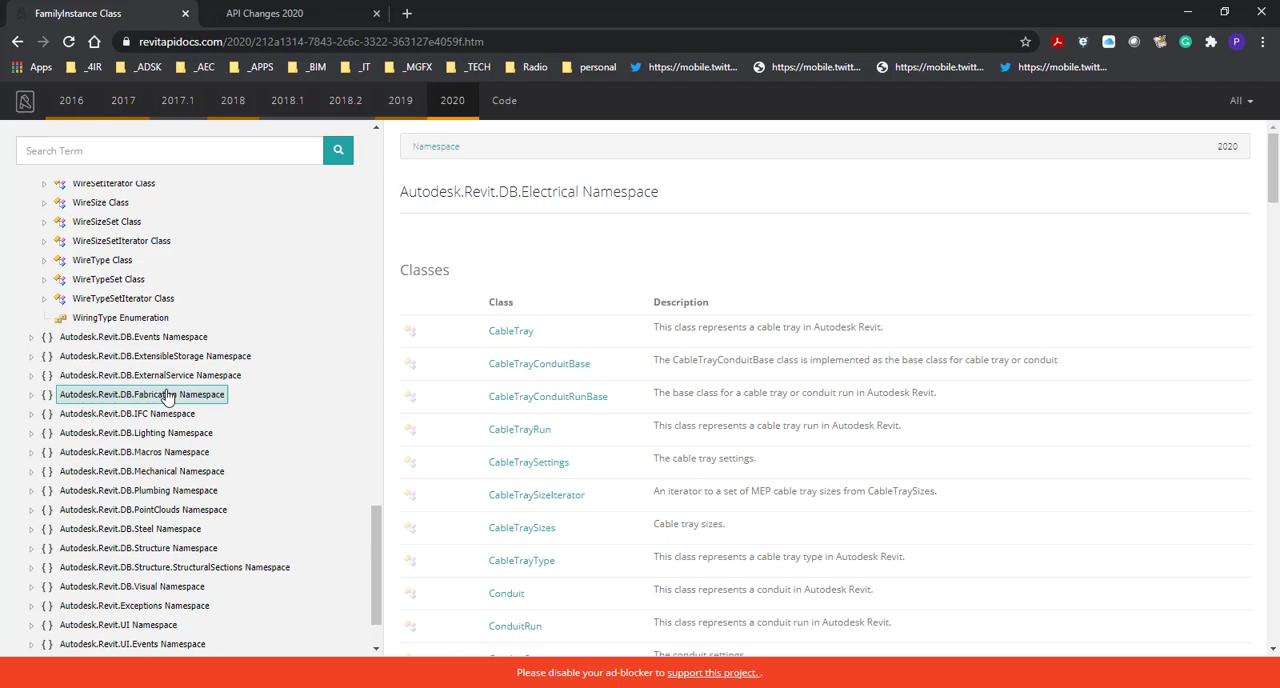 FamilyInstance Class
API Changes 2020
revitapidocs.com/2020/212a1314-7843-2c6c-3322-363127e4059f.htm
Apps _4IR _ADSK _AEC _APPS _BIM _IT _MGFX _TECH Radio personal https://mobile.twitt... https://mobile.twitt... https://mobile.twitt... https://mobile.twitt...
2016 2017 2017.1 2018 2018.1 2018.2 2019 2020 Code All
Search Term
WireSetIterator Class
WireSize Class
WireSizeSet Class
WireSizeSetIterator Class
WireType Class
WireTypeSet Class
WireTypeSetIterator Class
WiringType Enumeration
Autodesk.Revit.DB.Events Namespace
Autodesk.Revit.DB.ExtensibleStorage Namespace
Autodesk.Revit.DB.ExternalService Namespace
Autodesk.Revit.DB.Fabrication Namespace
Autodesk.Revit.DB.IFC Namespace
Autodesk.Revit.DB.Lighting Namespace
Autodesk.Revit.DB.Macros Namespace
Autodesk.Revit.DB.Mechanical Namespace
Autodesk.Revit.DB.Plumbing Namespace
Autodesk.Revit.DB.PointClouds Namespace
Autodesk.Revit.DB.Steel Namespace
Autodesk.Revit.DB.Structure Namespace
Autodesk.Revit.DB.Structure.StructuralSections Namespace
Autodesk.Revit.DB.Visual Namespace
Autodesk.Revit.Exceptions Namespace
Autodesk.Revit.UI Namespace
Autodesk.Revit.UI.Events Namespace
Namespace 2020
Autodesk.Revit.DB.Electrical Namespace
Classes
Class Description
CableTray This class represents a cable tray in Autodesk Revit.
CableTrayConduitBase The CableTrayConduitBase class is implemented as the base class for cable tray or conduit
CableTrayConduitRunBase The base class for a cable tray or conduit run in Autodesk Revit.
CableTrayRun This class represents a cable tray run in Autodesk Revit.
CableTraySettings The cable tray settings.
CableTraySizeIterator An iterator to a set of MEP cable tray sizes from CableTraySizes.
CableTraySizes Cable tray sizes.
CableTrayType This class represents a cable tray type in Autodesk Revit.
Conduit This class represents a conduit in Autodesk Revit.
ConduitRun This class represents a conduit run in Autodesk Revit.
The conduit settings.
Please disable your ad-blocker to support this project. .